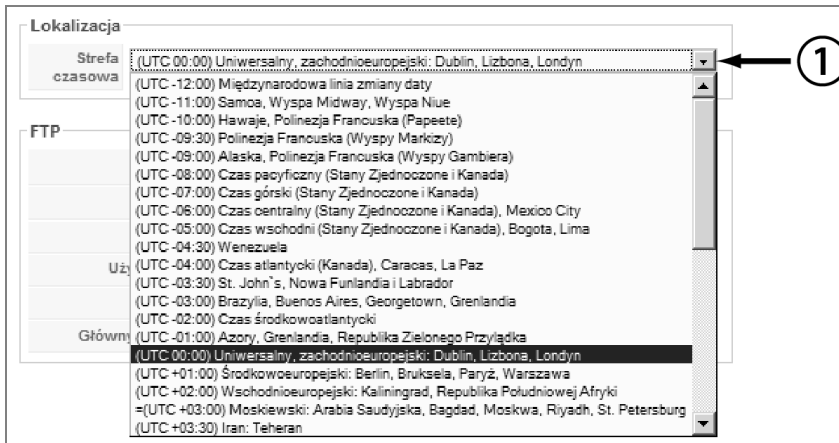 Lokalizacja
Strefa czasowa
(UTC 00:00) Uniwersalny, zachodnioeuropejski: Dublin, Lizbona, Londyn
1
(UTC -12:00) Międzynarodowa linia zmiany daty
(UTC -11:00) Samoa, Wyspa Midway, Wyspa Niue
(UTC -10:00) Hawaje, Polinezja Francuska (Papeete)
FTP
(UTC -09:30) Polinezja Francuska (Wyspy Markizy)
(UTC -09:00) Alaska, Polinezja Francuska (Wyspy Gambiera)
(UTC -08:00) Czas pacyficzny (Stany Zjednoczone i Kanada)
(UTC -07:00) Czas górski (Stany Zjednoczone i Kanada)
(UTC -06:00) Czas centralny (Stany Zjednoczone i Kanada), Mexico City
(UTC -05:00) Czas wschodni (Stany Zjednoczone i Kanada), Bogota, Lima
(UTC -04:30) Wenezuela
Uży
(UTC -04:00) Czas atlantycki (Kanada), Caracas, La Paz
(UTC -03:30) St. John`s, Nowa Funlandia i Labrador
(UTC -03:00) Brazylia, Buenos Aires, Georgetown, Grenlandia
(UTC -02:00) Czas środkowoatlantycki
Główny
(UTC -01:00) Azory, Grenlandia, Republika Zielonego Przylądka
(UTC 00:00) Uniwersalny, zachodnioeuropejski: Dublin, Lizbona, Londyn
(UTC +01:00) Środkowoeuropejski: Berlin, Bruksela, Paryż, Warszawa
(UTC +02:00) Wschodnioeuropejski: Kaliningrad, Republika Południowej Afryki
=(UTC +03:00) Moskiewski: Arabia Saudyjska, Bagdad, Moskwa, Riyadh, St. Petersburg
(UTC +03:30) Iran: Teheran